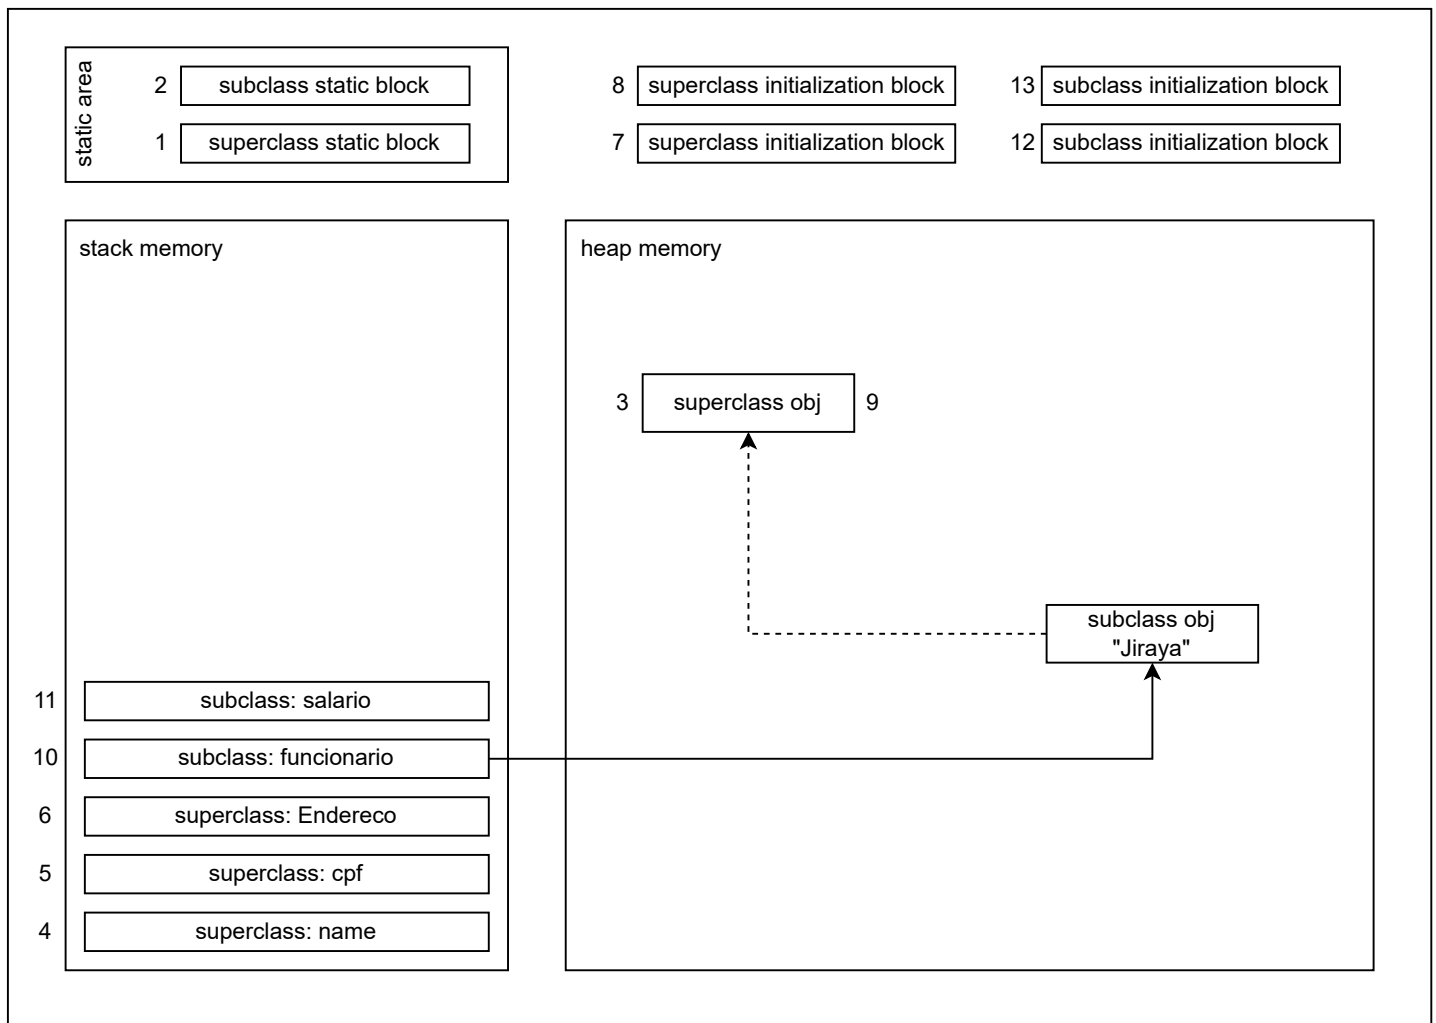 static area
2 subclass static block
1 superclass static block
8 superclass initialization block
7 superclass initialization block
13 subclass initialization block
12 subclass initialization block
stack memory
11 subclass: salario
10 subclass: funcionario
6 superclass: Endereco
5 superclass: cpf
4 superclass: name
heap memory
3 superclass obj 9
subclass obj
"Jiraya"